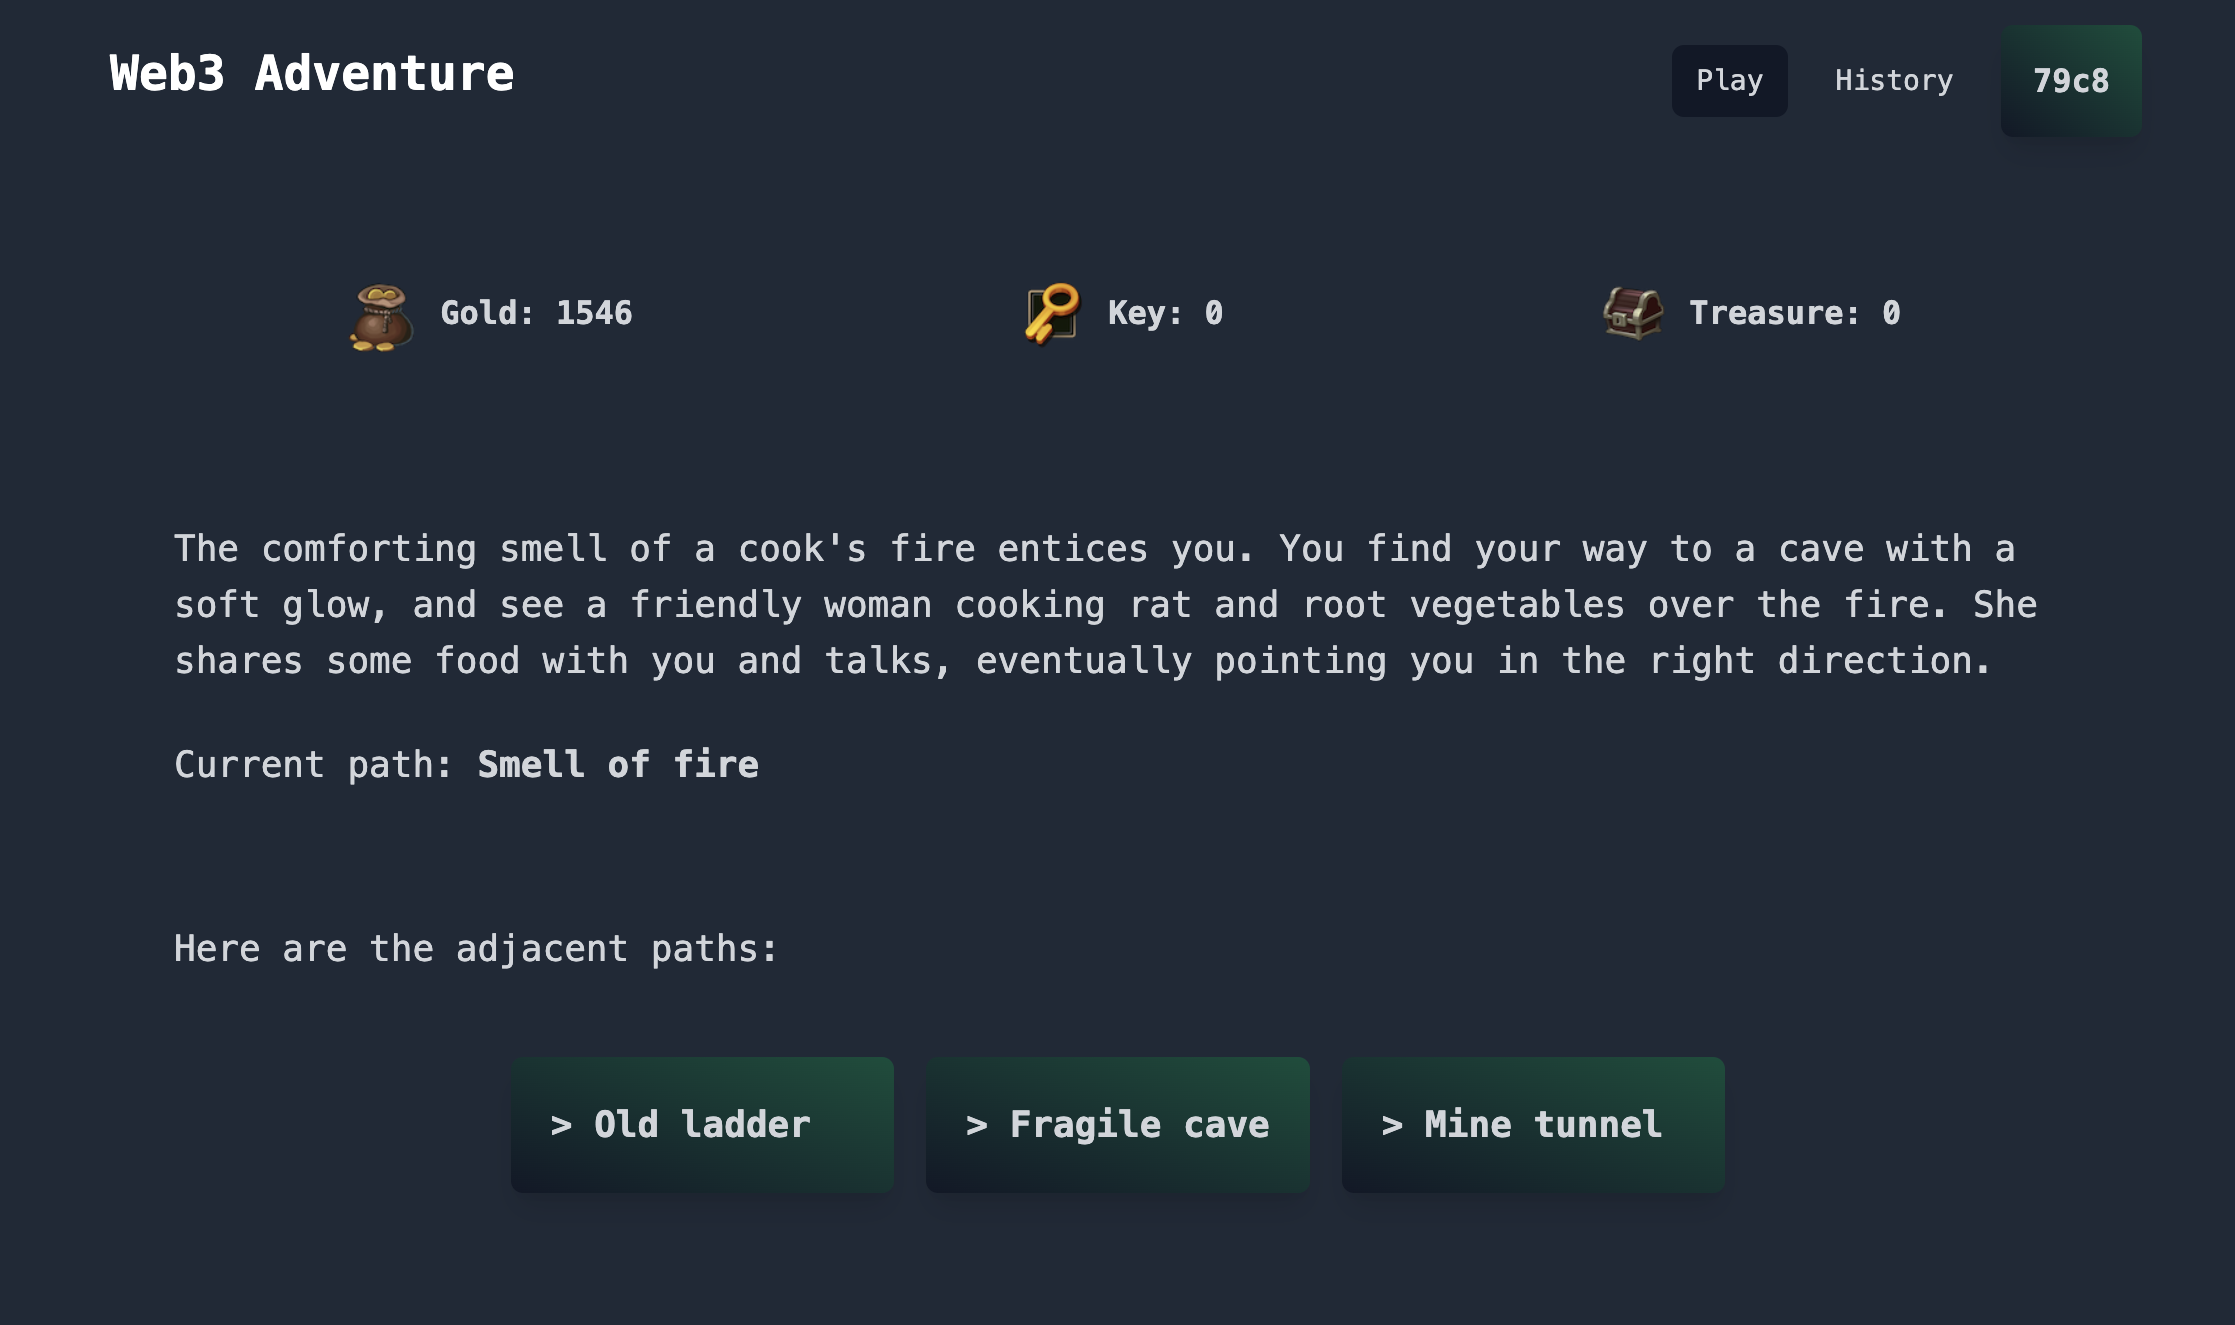 Web3 Adventure
Play
History
79c8
Gold: 1546
Key: 0
Treasure: 0
The comforting smell of a cook's fire entices you. You find your way to a cave with a
soft glow, and see a friendly woman cooking rat and root vegetables over the fire. She
shares some food with you and talks, eventually pointing you in the right direction.
Current path: Smell of fire
Here are the adjacent paths:
> Old ladder
> Fragile cave
> Mine tunnel